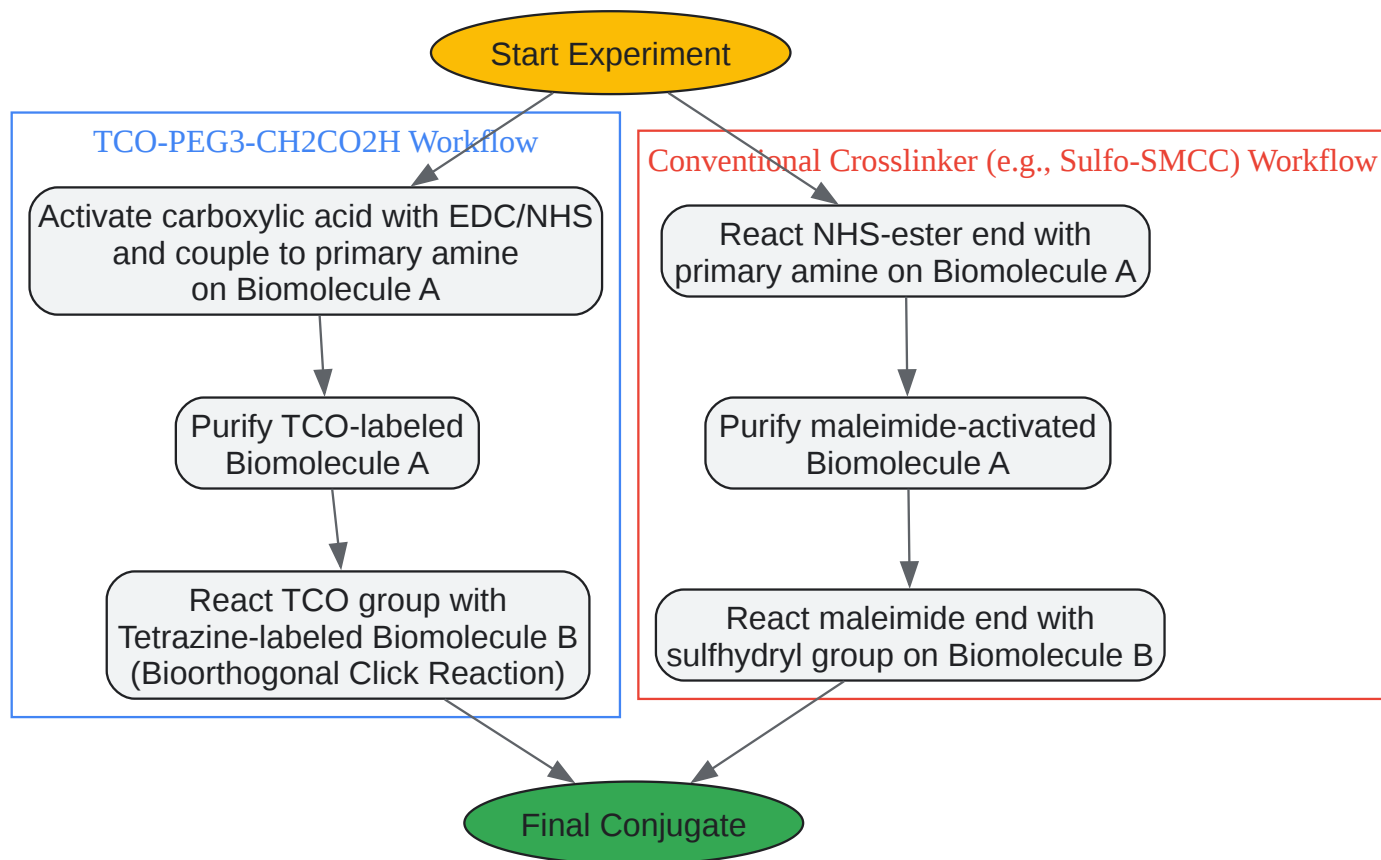 Start Experiment
TCO-PEG3-CH2CO2H Workflow
Activate carboxylic acid with EDC/NHS
and couple to primary amine
on Biomolecule A
Purify TCO-labeled
Biomolecule A
React TCO group with
Tetrazine-labeled Biomolecule B
(Bioorthogonal Click Reaction)
Conventional Crosslinker (e.g., Sulfo-SMCC) Workflow
React NHS-ester end with
primary amine on Biomolecule A
Purify maleimide-activated
Biomolecule A
React maleimide end with
sulfhydryl group on Biomolecule B
Final Conjugate